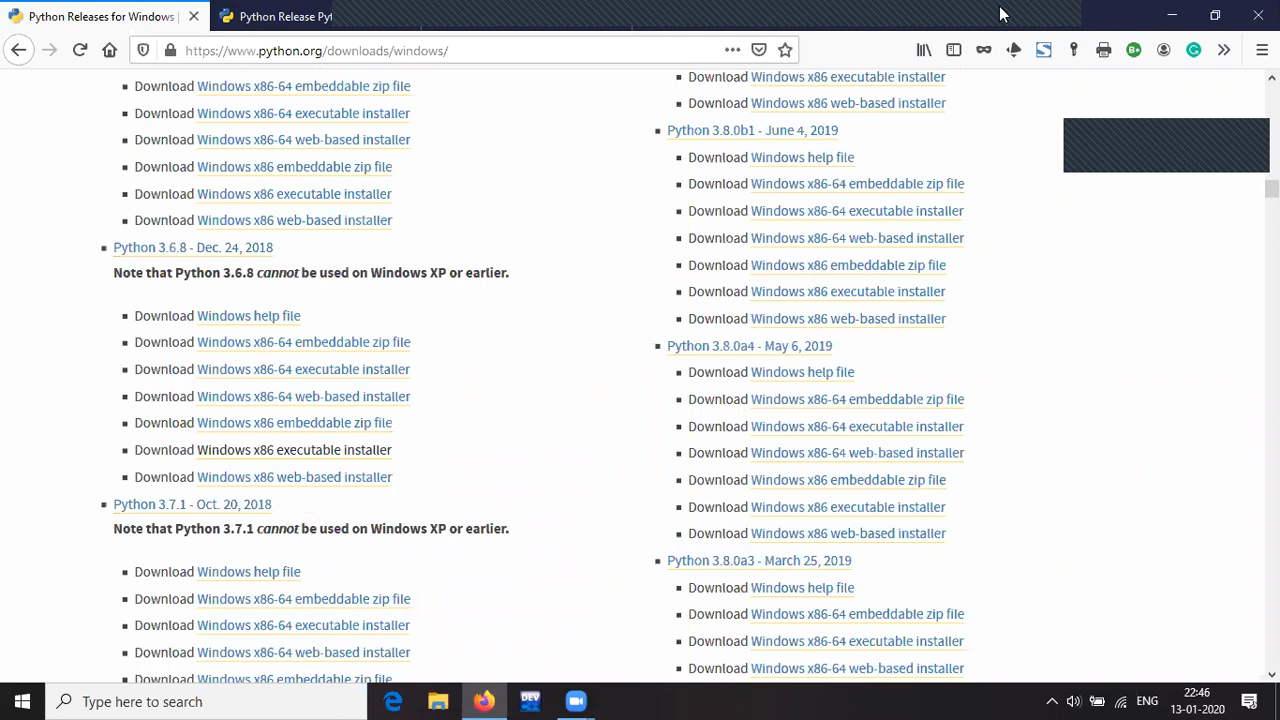 Python Releases for Windows
Python Release Pyt
https://www.python.org/downloads/windows/
Download Windows x86-64 embeddable zip file
Download Windows x86-64 executable installer
Download Windows x86-64 web-based installer
Download Windows x86 embeddable zip file
Download Windows x86 executable installer
Download Windows x86 web-based installer
Python 3.6.8 - Dec. 24, 2018
Note that Python 3.6.8 cannot be used on Windows XP or earlier.
Download Windows help file
Download Windows x86-64 embeddable zip file
Download Windows x86-64 executable installer
Download Windows x86-64 web-based installer
Download Windows x86 embeddable zip file
Download Windows x86 executable installer
Download Windows x86 web-based installer
Python 3.7.1 - Oct. 20, 2018
Note that Python 3.7.1 cannot be used on Windows XP or earlier.
Download Windows help file
Download Windows x86-64 embeddable zip file
Download Windows x86-64 executable installer
Download Windows x86-64 web-based installer
Download Windows x86 embeddable zip file
Download Windows x86 executable installer
Download Windows x86 web-based installer
Python 3.8.0b1 - June 4, 2019
Download Windows help file
Download Windows x86-64 embeddable zip file
Download Windows x86-64 executable installer
Download Windows x86-64 web-based installer
Download Windows x86 embeddable zip file
Download Windows x86 executable installer
Download Windows x86 web-based installer
Python 3.8.0a4 - May 6, 2019
Download Windows help file
Download Windows x86-64 embeddable zip file
Download Windows x86-64 executable installer
Download Windows x86-64 web-based installer
Download Windows x86 embeddable zip file
Download Windows x86 executable installer
Download Windows x86 web-based installer
Python 3.8.0a3 - March 25, 2019
Download Windows help file
Download Windows x86-64 embeddable zip file
Download Windows x86-64 executable installer
Download Windows x86-64 web-based installer
Type here to search
DEV
ENG
22:46
13-01-2020